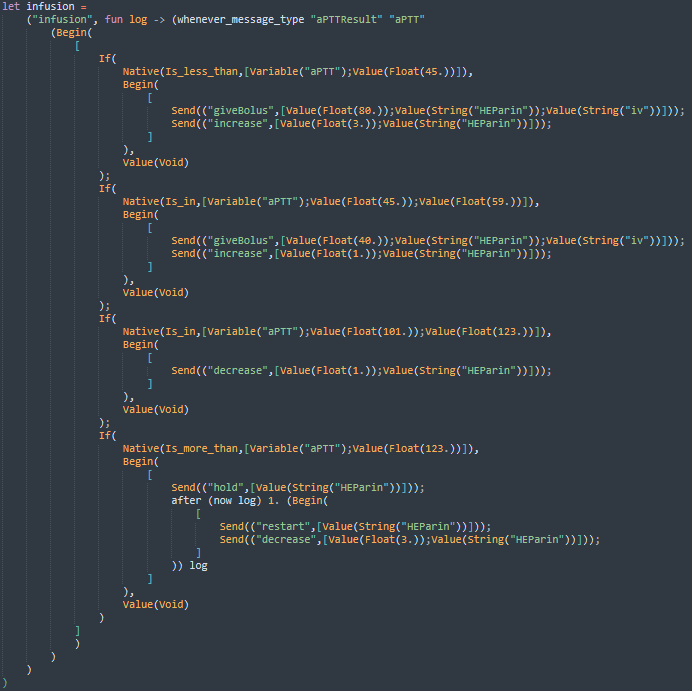 let infusion =
    ("infusion", fun log -> (whenever_message_type "aPTTResult" "aPTT"
        (Begin(
            [
                If(
                    Native(Is_less_than,[Variable("aPTT");Value(Float(45.))]),
                    Begin(
                        [
                            Send(("giveBolus",[Value(Float(80.));Value(String("HEParin"));Value(String("iv"))]));
                            Send(("increase",[Value(Float(3.));Value(String("HEParin"))]));
                        ]
                    ),
                    Value(Void)
                );
                If(
                    Native(Is_in,[Variable("aPTT");Value(Float(45.));Value(Float(59.))]),
                    Begin(
                        [
                            Send(("giveBolus",[Value(Float(40.));Value(String("HEParin"));Value(String("iv"))]));
                            Send(("increase",[Value(Float(1.));Value(String("HEParin"))]));
                        ]
                    ),
                    Value(Void)
                );
                If(
                    Native(Is_in,[Variable("aPTT");Value(Float(101.));Value(Float(123.))]),
                    Begin(
                        [
                            Send(("decrease",[Value(Float(1.));Value(String("HEParin"))]));
                        ]
                    ),
                    Value(Void)
                );
                If(
                    Native(Is_more_than,[Variable("aPTT");Value(Float(123.))]),
                    Begin(
                        [
                            Send(("hold",[Value(String("HEParin"))]));
                            after (now log) 1. (Begin(
                                [
                                    Send(("restart",[Value(String("HEParin"))]));
                                    Send(("decrease",[Value(Float(3.));Value(String("HEParin"))]));
                                ]
                            )) log
                        ]
                    ),
                    Value(Void)
                )
            ]
            )
        )
    )
)